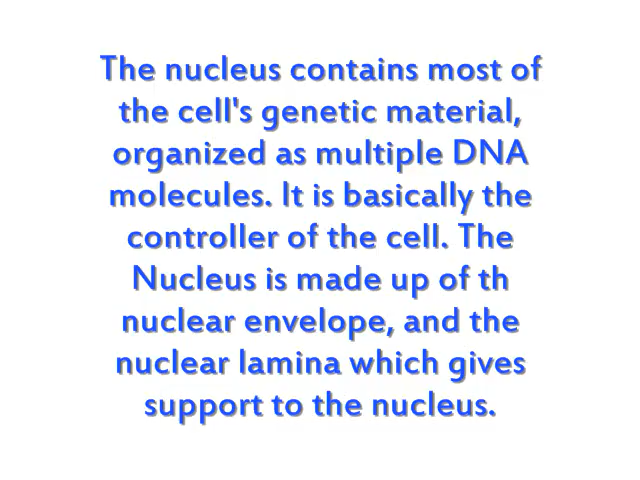 The nucleus contains most of
the cell's genetic material,
organized as multiple DNA
molecules. It is basically the
controller of the cell. The
Nucleus is made up of th
nuclear envelope, and the
nuclear lamina which gives
support to the nucleus.